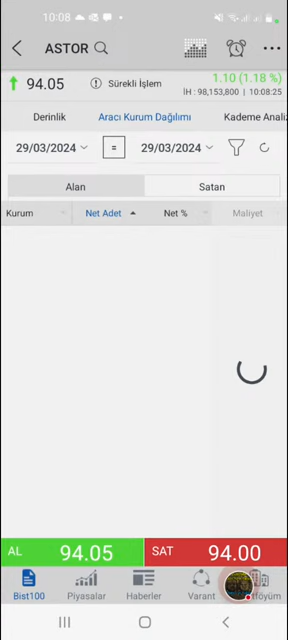 10:08
ASTOR
94.05 Sürekli İşlem 1.10 (1.18 %)
İH : 98,153,800 | 10:08:25
Derinlik Aracı Kurum Dağılımı Kademe Analiz
29/03/2024 = 29/03/2024
Alan Satan
Kurum Net Adet Net % Maliyet
AL 94.05 SAT 94.00
Bist100 Piyasalar Haberler Varant tföyüm